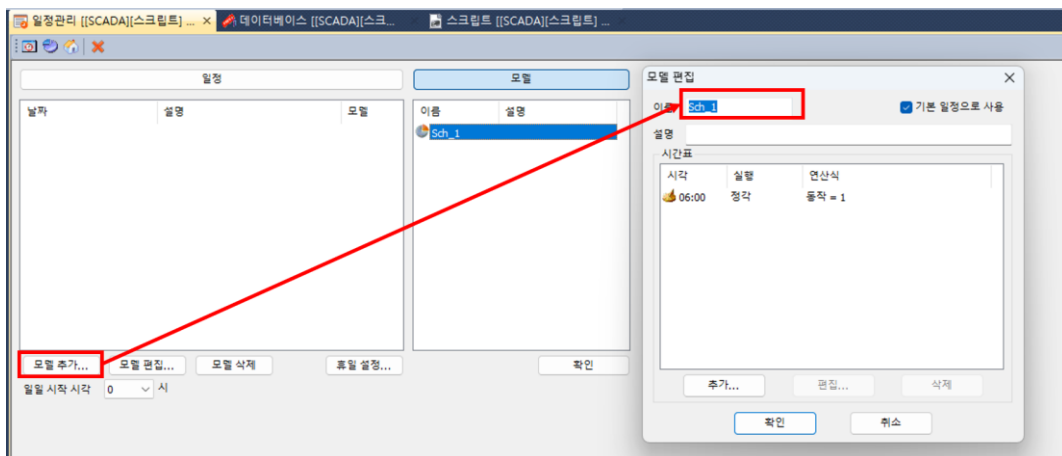 일정관리 [[SCADA][스크립트] ...
데이터베이스 [[SCADA][스크...
스크립트 [[SCADA][스크립트] ...
일정
모델
날짜 설명 모델
이름 설명
Sch_1
모델 추가... 모델 편집... 모델 삭제 휴일 설정... 확인
일일 시작 시각 0 시
모델 편집
이름 Sch_1 기본 일정으로 사용
설명
시간표
시각 실행 연산식
06:00 정각 동작 = 1
추가... 편집... 삭제
확인 취소